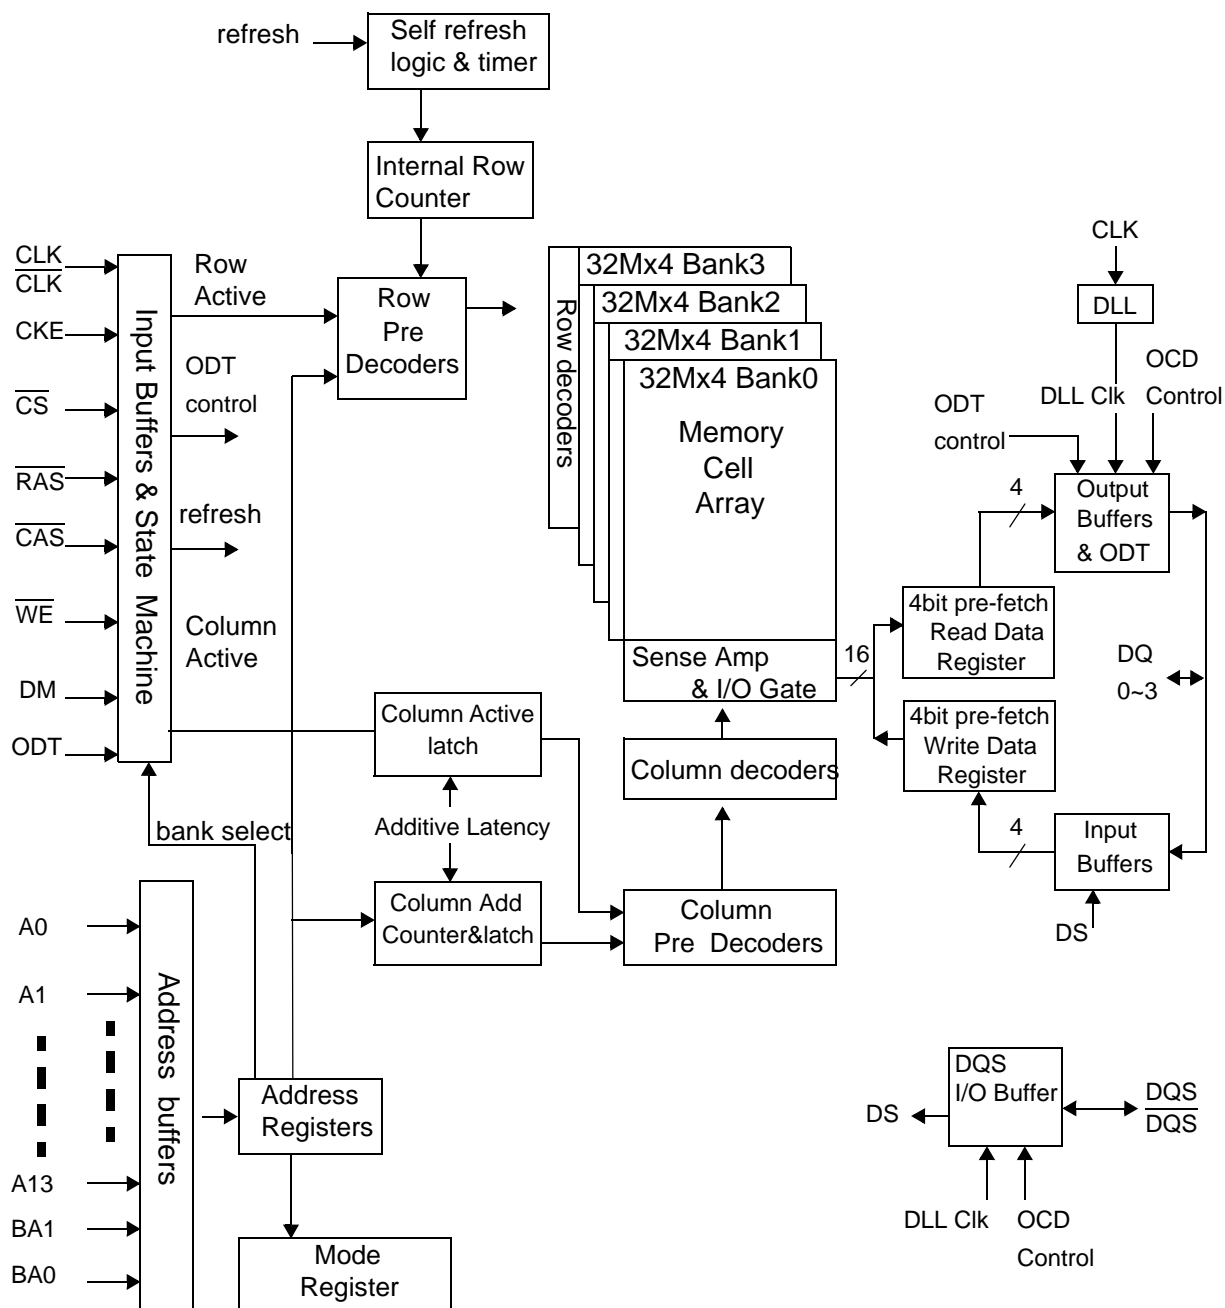 refresh
Self refresh
logic & timer
Internal Row
Counter
CLK
CLK
CKE
CS
RAS
CAS
WE
DM
ODT
Input Buffers & State Machine
Row
Active
ODT
control
refresh
Column
Active
bank select
Row
Pre
Decoders
Row decoders
32Mx4 Bank3
32Mx4 Bank2
32Mx4 Bank1
32Mx4 Bank0
Memory
Cell
Array
Sense Amp
& I/O Gate
16
Column decoders
Column Active
latch
Additive Latency
Column Add
Counter&latch
Column
Pre Decoders
CLK
DLL
DLL Clk
OCD
Control
ODT
control
4
Output
Buffers
& ODT
4bit pre-fetch
Read Data
Register
DQ
0~3
4bit pre-fetch
Write Data
Register
4
Input
Buffers
DS
A0
A1
A13
BA1
BA0
Address buffers
Address
Registers
Mode
Register
DQS
I/O Buffer
DS
DQS
DQS
DLL Clk
OCD
Control